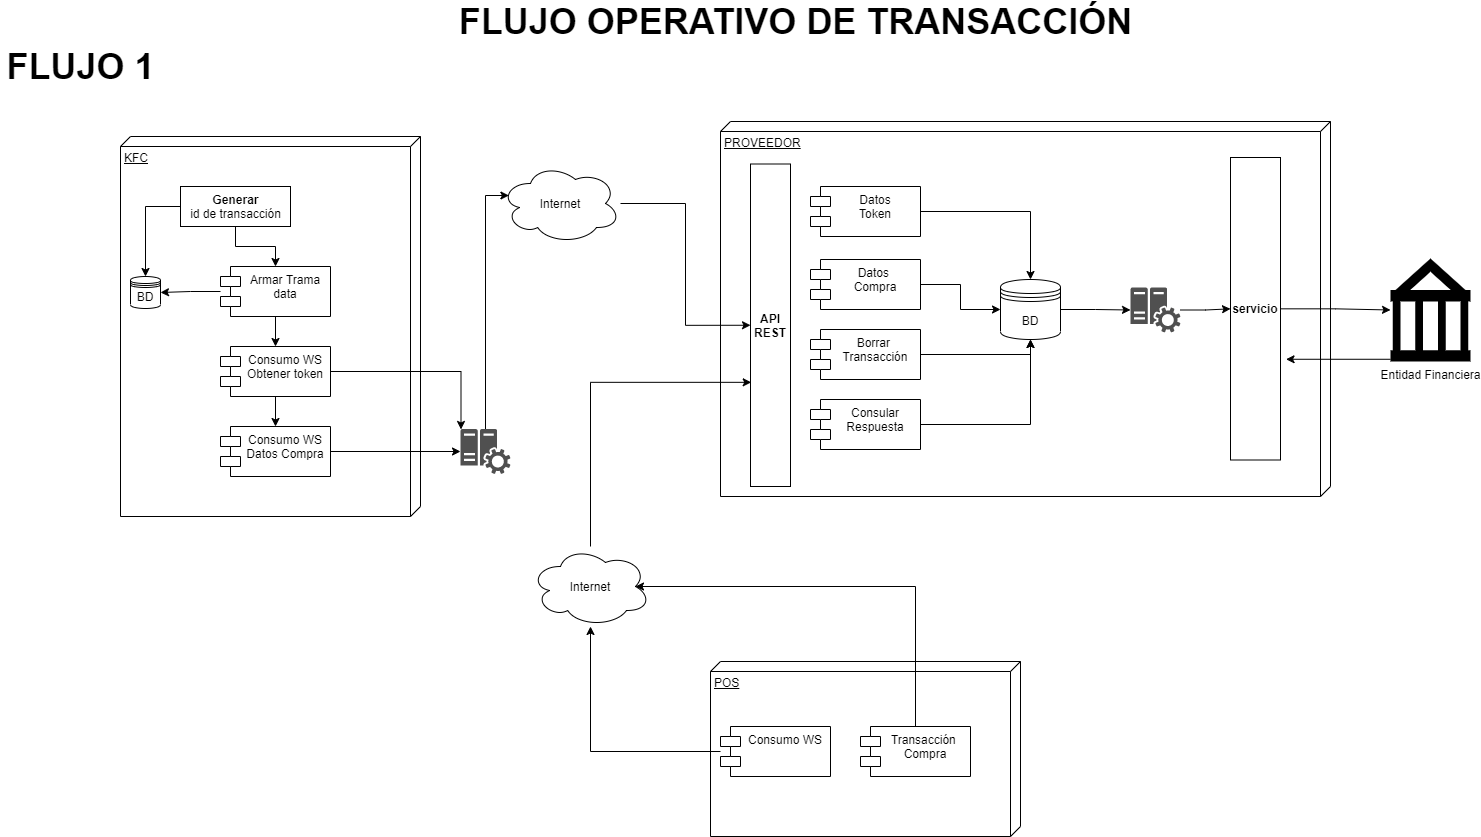 FLUJO OPERATIVO DE TRANSACCIÓN
FLUJO 1
KFC
Generar
id de transacción
BD
Armar Trama
data
Consumo WS
Obtener token
Consumo WS
Datos Compra
Internet
PROVEEDOR
API
REST
Datos
Token
Datos
Compra
Borrar
Transacción
Consular
Respuesta
BD
servicio
Entidad Financiera
Internet
POS
Consumo WS
Transacción
Compra